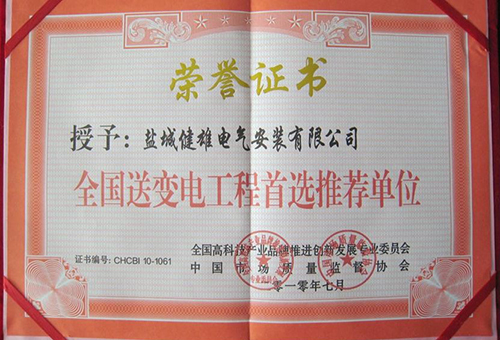 荣誉证书
授予：盐城健雄电气安装有限公司
全国送变电工程首选推荐单位
全国高科技产业品牌推进创新发展专业委员会
证书编号：CHCBI 10-1061
中国市场质量监督协会
二零一零年七月